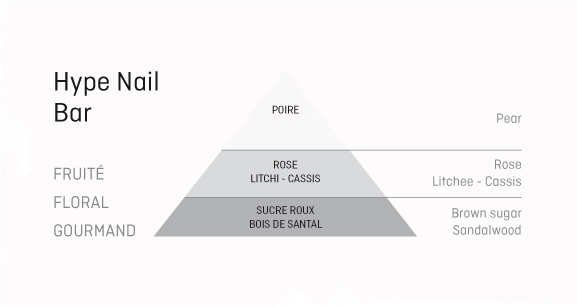 Hype Nail
Bar
FRUITÉ
FLORAL
GOURMAND
POIRE
ROSE
LITCHI - CASSIS
SUCRE ROUX
BOIS DE SANTAL
Pear
Rose
Litchee - Cassis
Brown sugar
Sandalwood